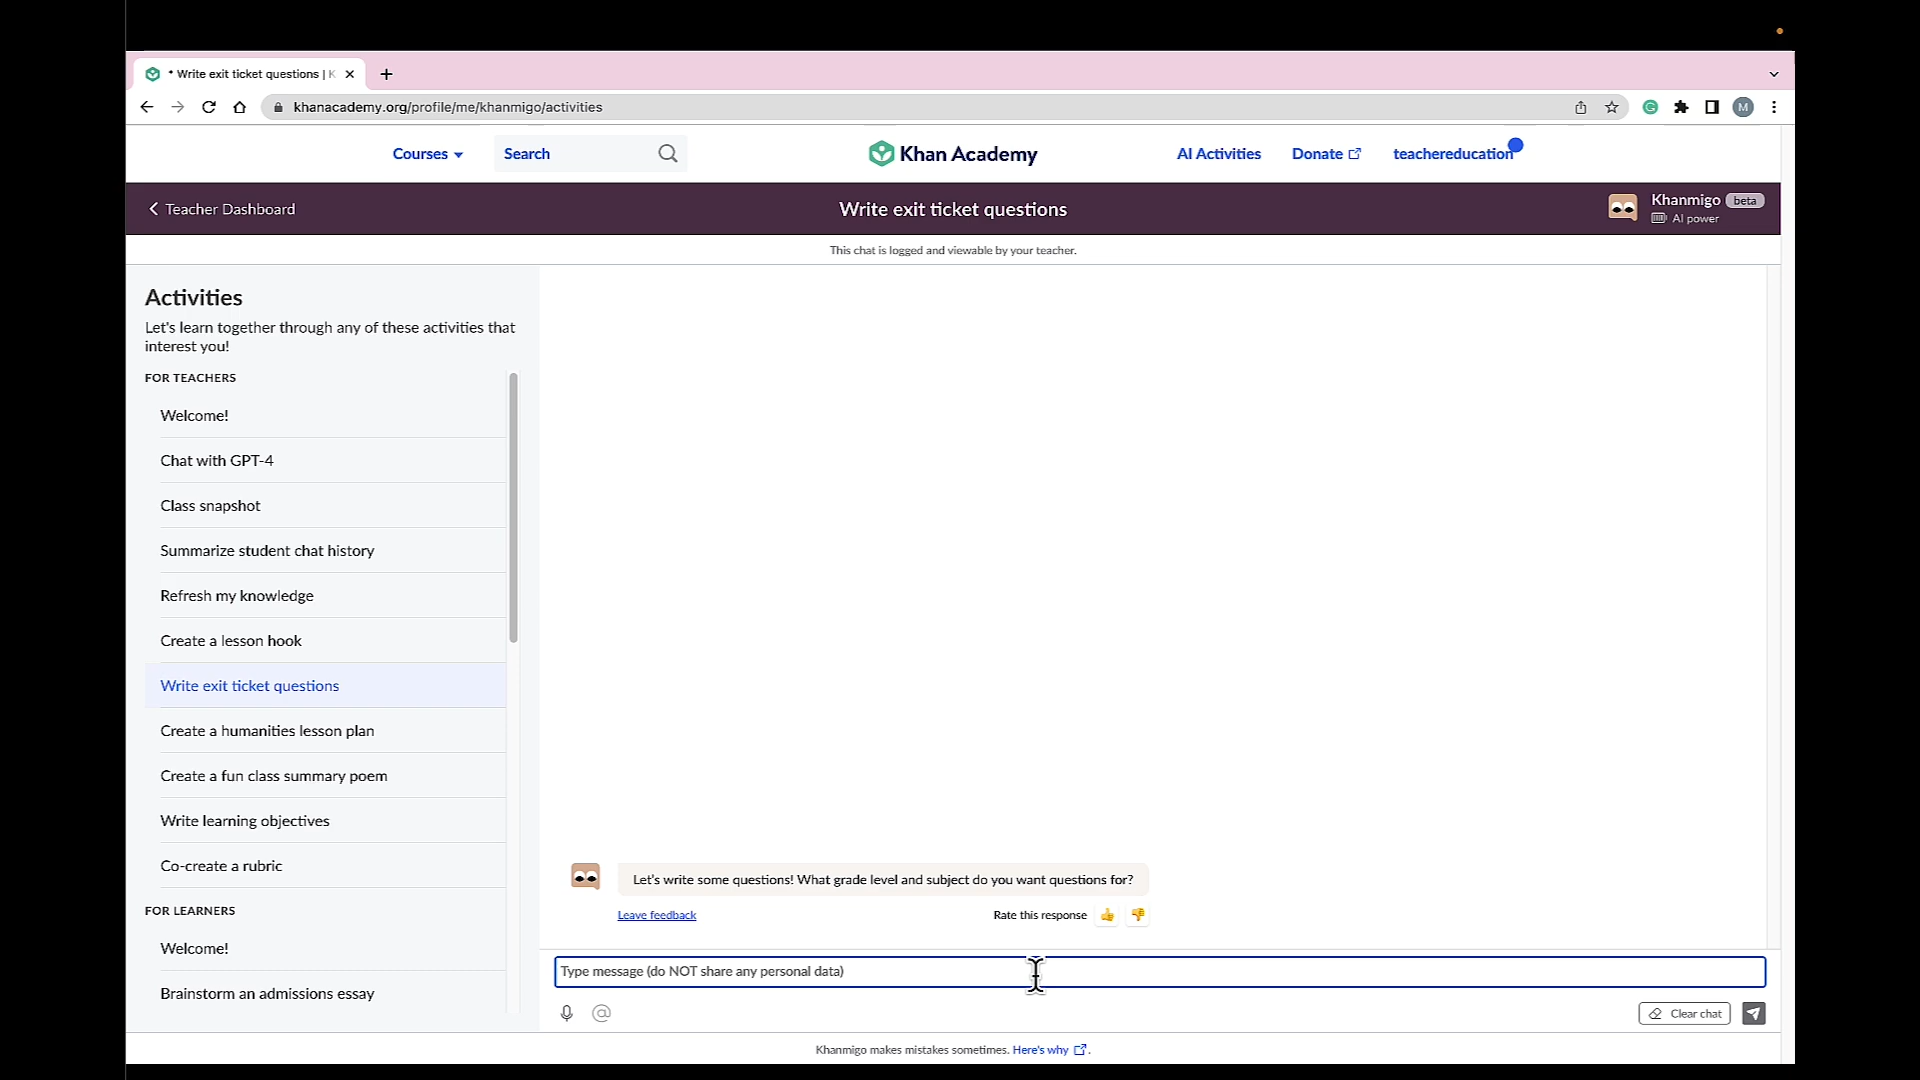 * Write exit ticket questions | K
khanacademy.org/profile/me/khanmigo/activities
M
Courses
Search
Khan Academy
AI Activities
Donate
teachereducation
Teacher Dashboard
Write exit ticket questions
Khanmigo beta
AI power
This chat is logged and viewable by your teacher.
Activities
Let's learn together through any of these activities that
interest you!
FOR TEACHERS
Welcome!
Chat with GPT-4
Class snapshot
Summarize student chat history
Refresh my knowledge
Create a lesson hook
Write exit ticket questions
Create a humanities lesson plan
Create a fun class summary poem
Write learning objectives
Co-create a rubric
FOR LEARNERS
Welcome!
Brainstorm an admissions essay
Let's write some questions! What grade level and subject do you want questions for?
Leave feedback
Rate this response
Type message (do NOT share any personal data)
Clear chat
Khanmigo makes mistakes sometimes. Here's why.